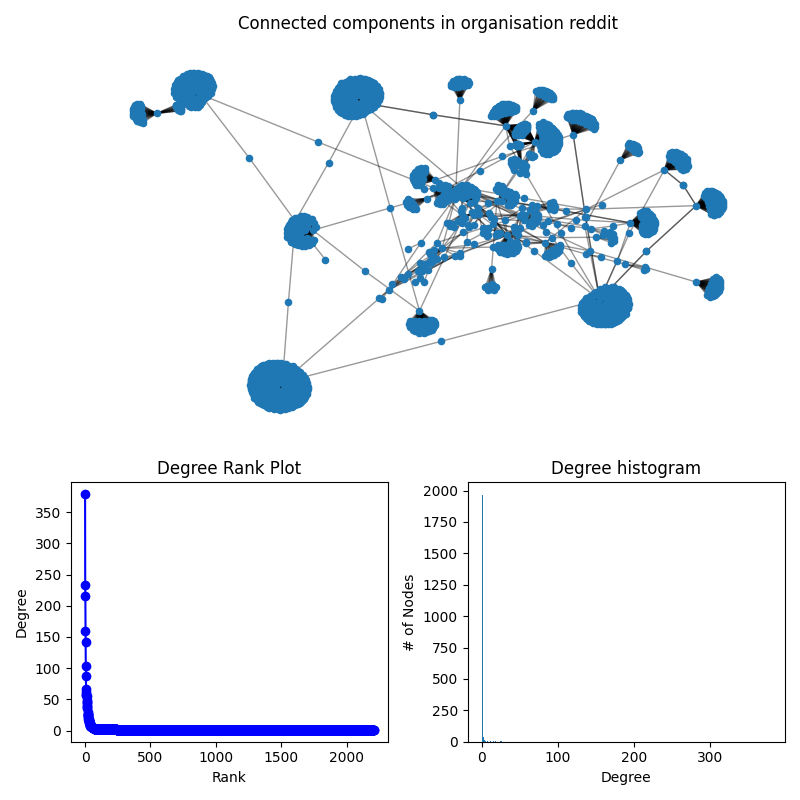 Connected components in organisation reddit
Degree Rank Plot
Degree
350
300
250
200
150
100
50
0
0 500 1000 1500 2000
Rank
Degree histogram
# of Nodes
2000
1750
1500
1250
1000
750
500
250
0
0 100 200 300
Degree